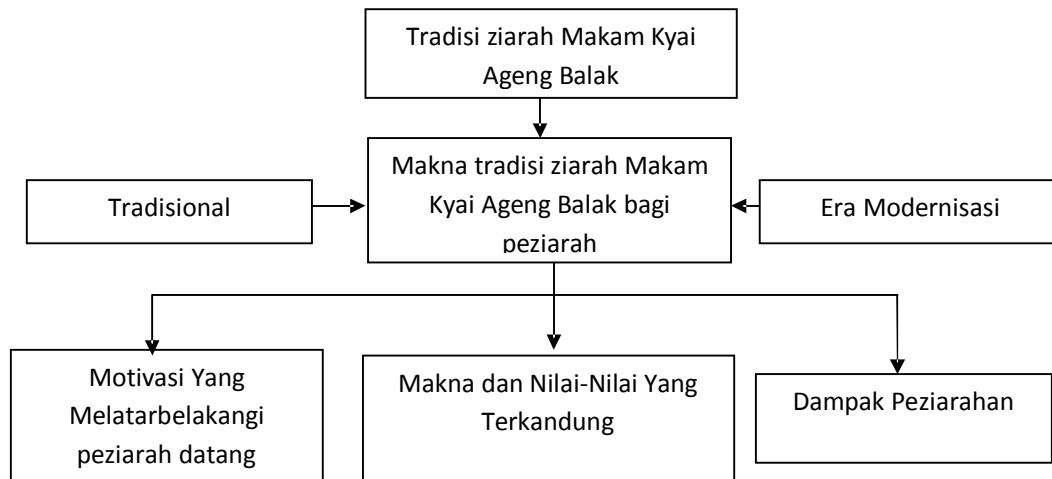 Tradisi ziarah Makam Kyai
Ageng Balak
Makna tradisi ziarah Makam
Kyai Ageng Balak bagi
peziarah
Tradisional
Era Modernisasi
Motivasi Yang
Melatarbelakangi
peziarah datang
Makna dan Nilai-Nilai Yang
Terkandung
Dampak Peziarahan